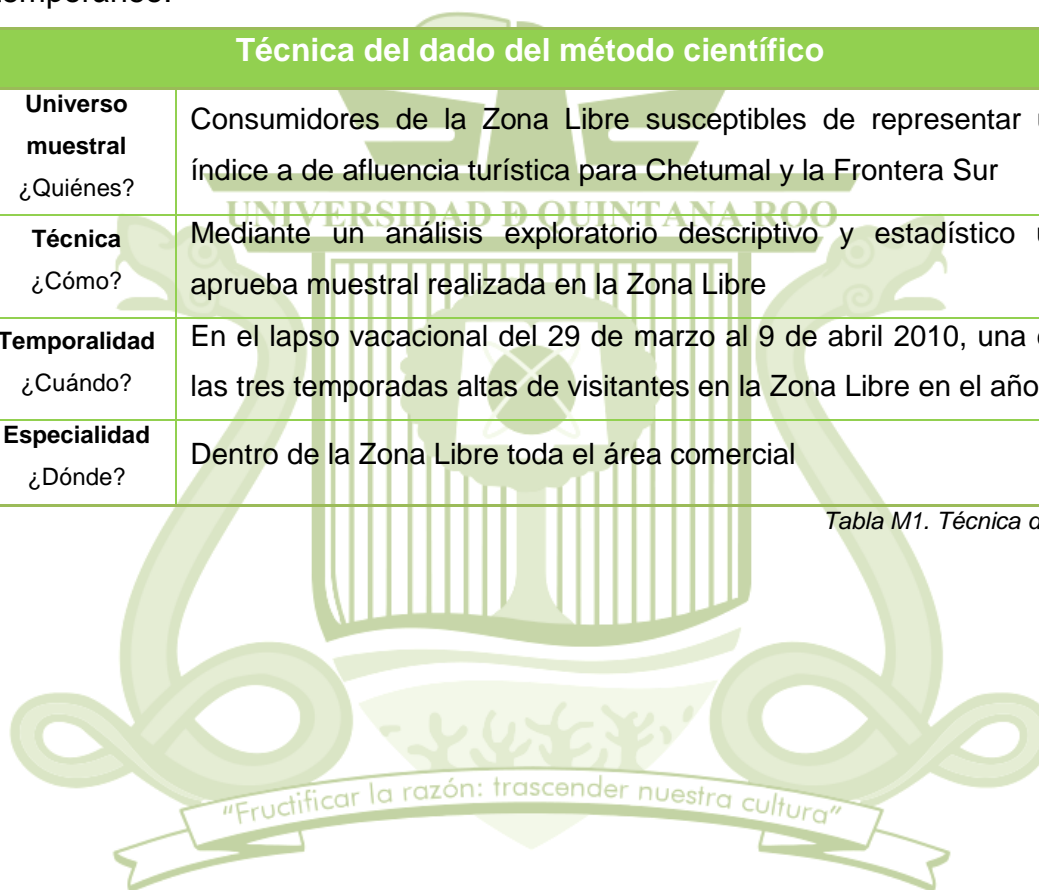 temporáneo.
Técnica del dado del método científico
Universo
muestral
¿Quiénes?
Consumidores de la Zona Libre susceptibles de representar u
índice a de afluencia turística para Chetumal y la Frontera Sur
UNIVERSIDAD D QUINTANA ROO
Técnica
¿Cómo?
Mediante un análisis exploratorio descriptivo y estadístico u
aprueba muestral realizada en la Zona Libre
Temporalidad
¿Cuándo?
En el lapso vacacional del 29 de marzo al 9 de abril 2010, una
las tres temporadas altas de visitantes en la Zona Libre en el año
Especialidad
¿Dónde?
Dentro de la Zona Libre toda el área comercial
Tabla M1. Técnica d
"Fructificar la razón: trascender nuestra cultura"